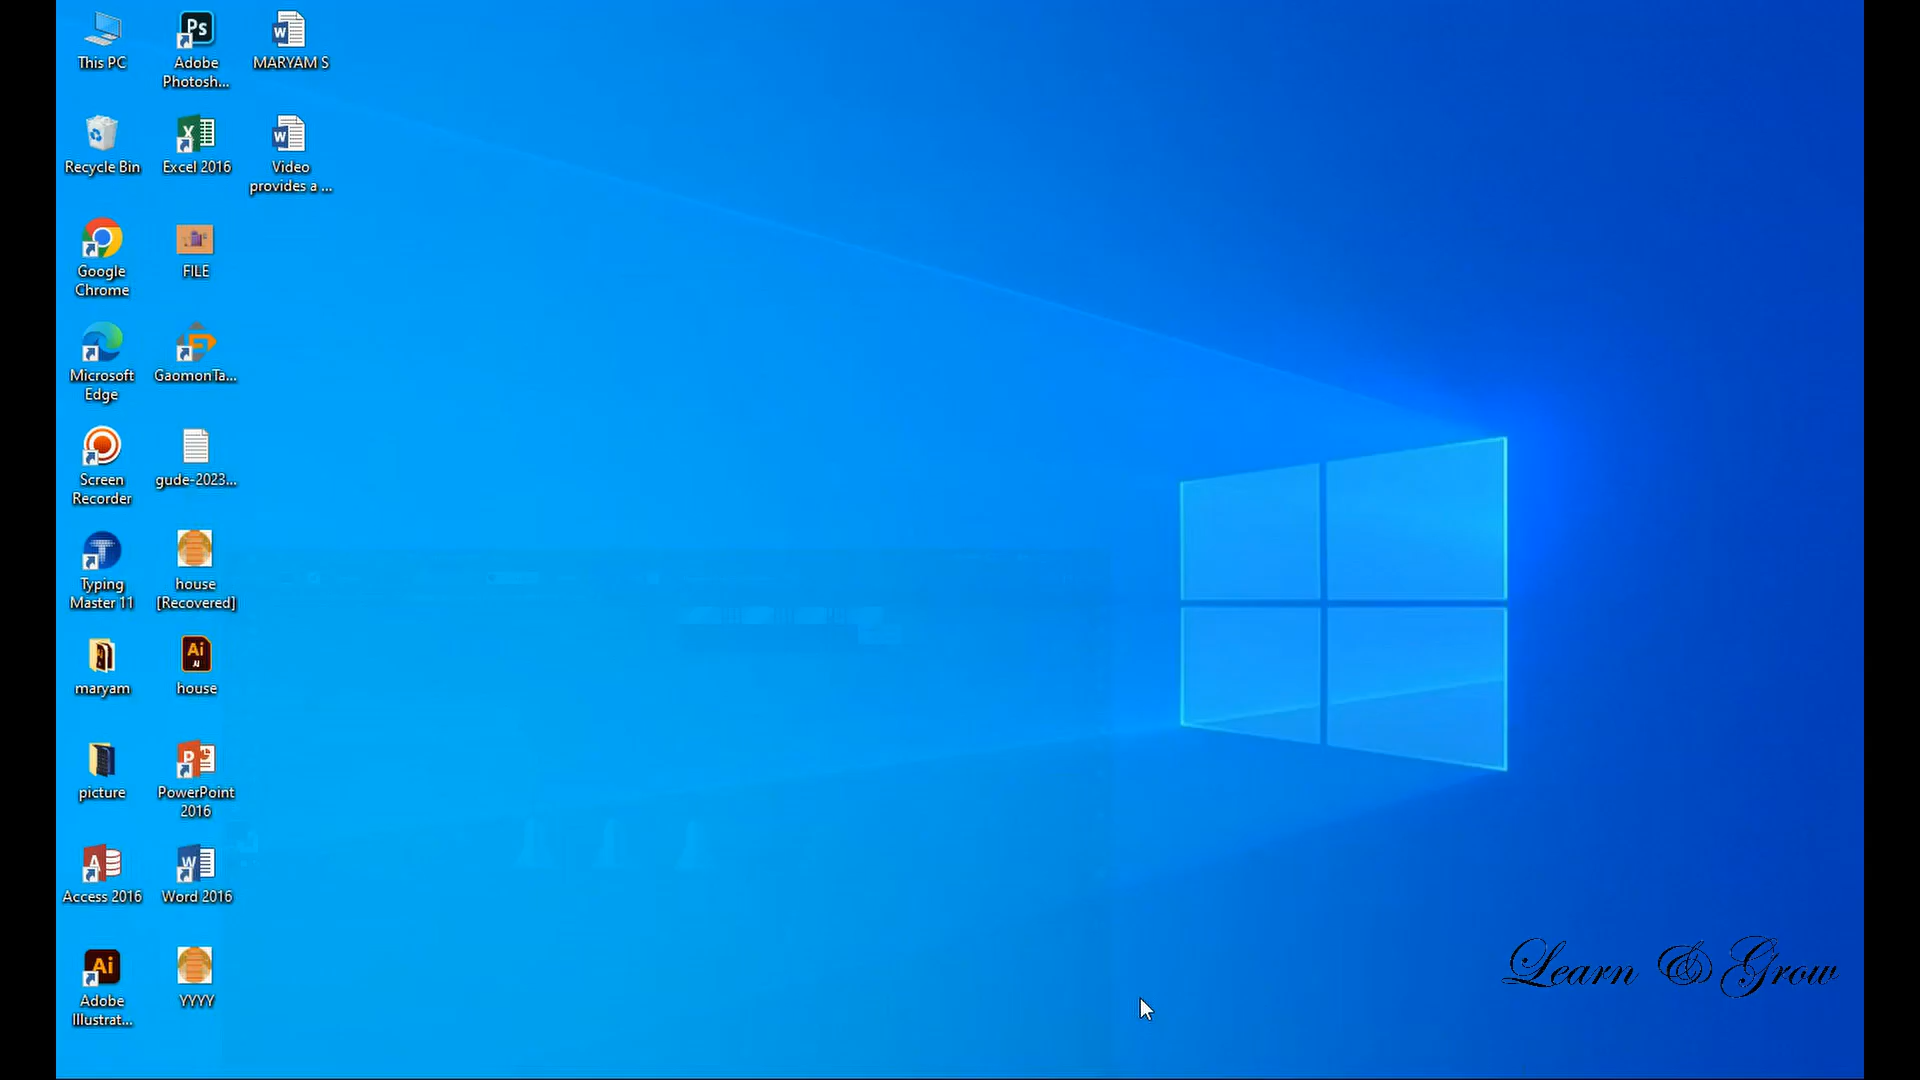 This PC
Adobe
Photosh...
MARYAM S
Recycle Bin
Excel 2016
Video
provides a ...
Google
Chrome
FILE
Microsoft
Edge
GaomonTa...
Screen
Recorder
gude-2023...
Typing
Master 11
house
[Recovered]
maryam
house
picture
PowerPoint
2016
Access 2016
Word 2016
Adobe
Illustrat...
YYYY
Learn & Grow